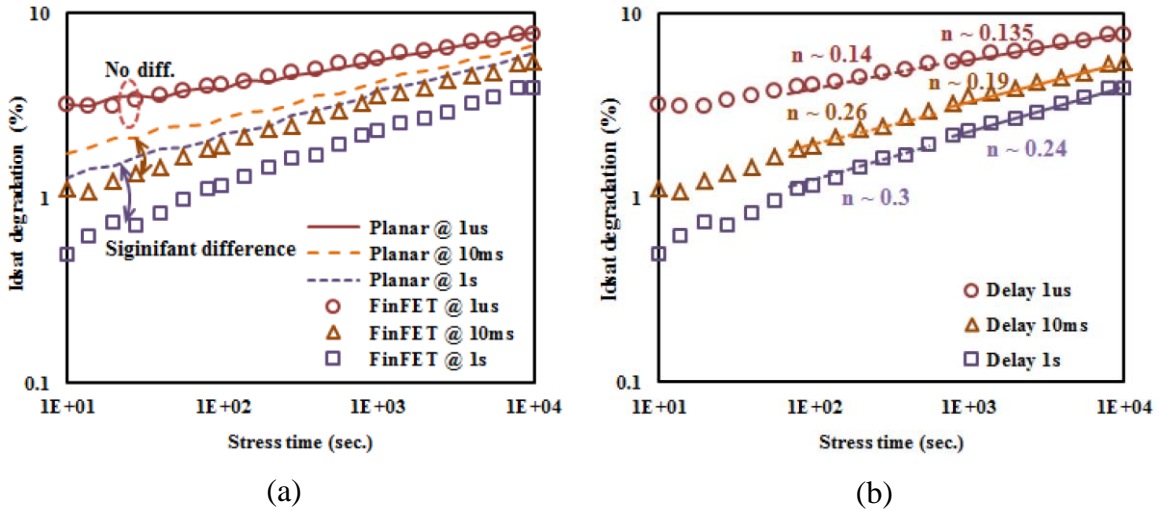 10
1
0.1
Idsat degradation (%)
No diff.
Siginifant difference
Planar @ 1us
Planar @ 10ms
Planar @ 1s
FinFET @ 1us
FinFET @ 10ms
FinFET @ 1s
1E+01
1E+02
1E+03
1E+04
Stress time (sec.)
(a)
10
1
0.1
Idsat degradation (%)
n ~ 0.14
n ~ 0.135
n ~ 0.26
n ~ 0.19
n ~ 0.3
n ~ 0.24
Delay 1us
Delay 10ms
Delay 1s
1E+01
1E+02
1E+03
1E+04
Stress time (sec.)
(b)